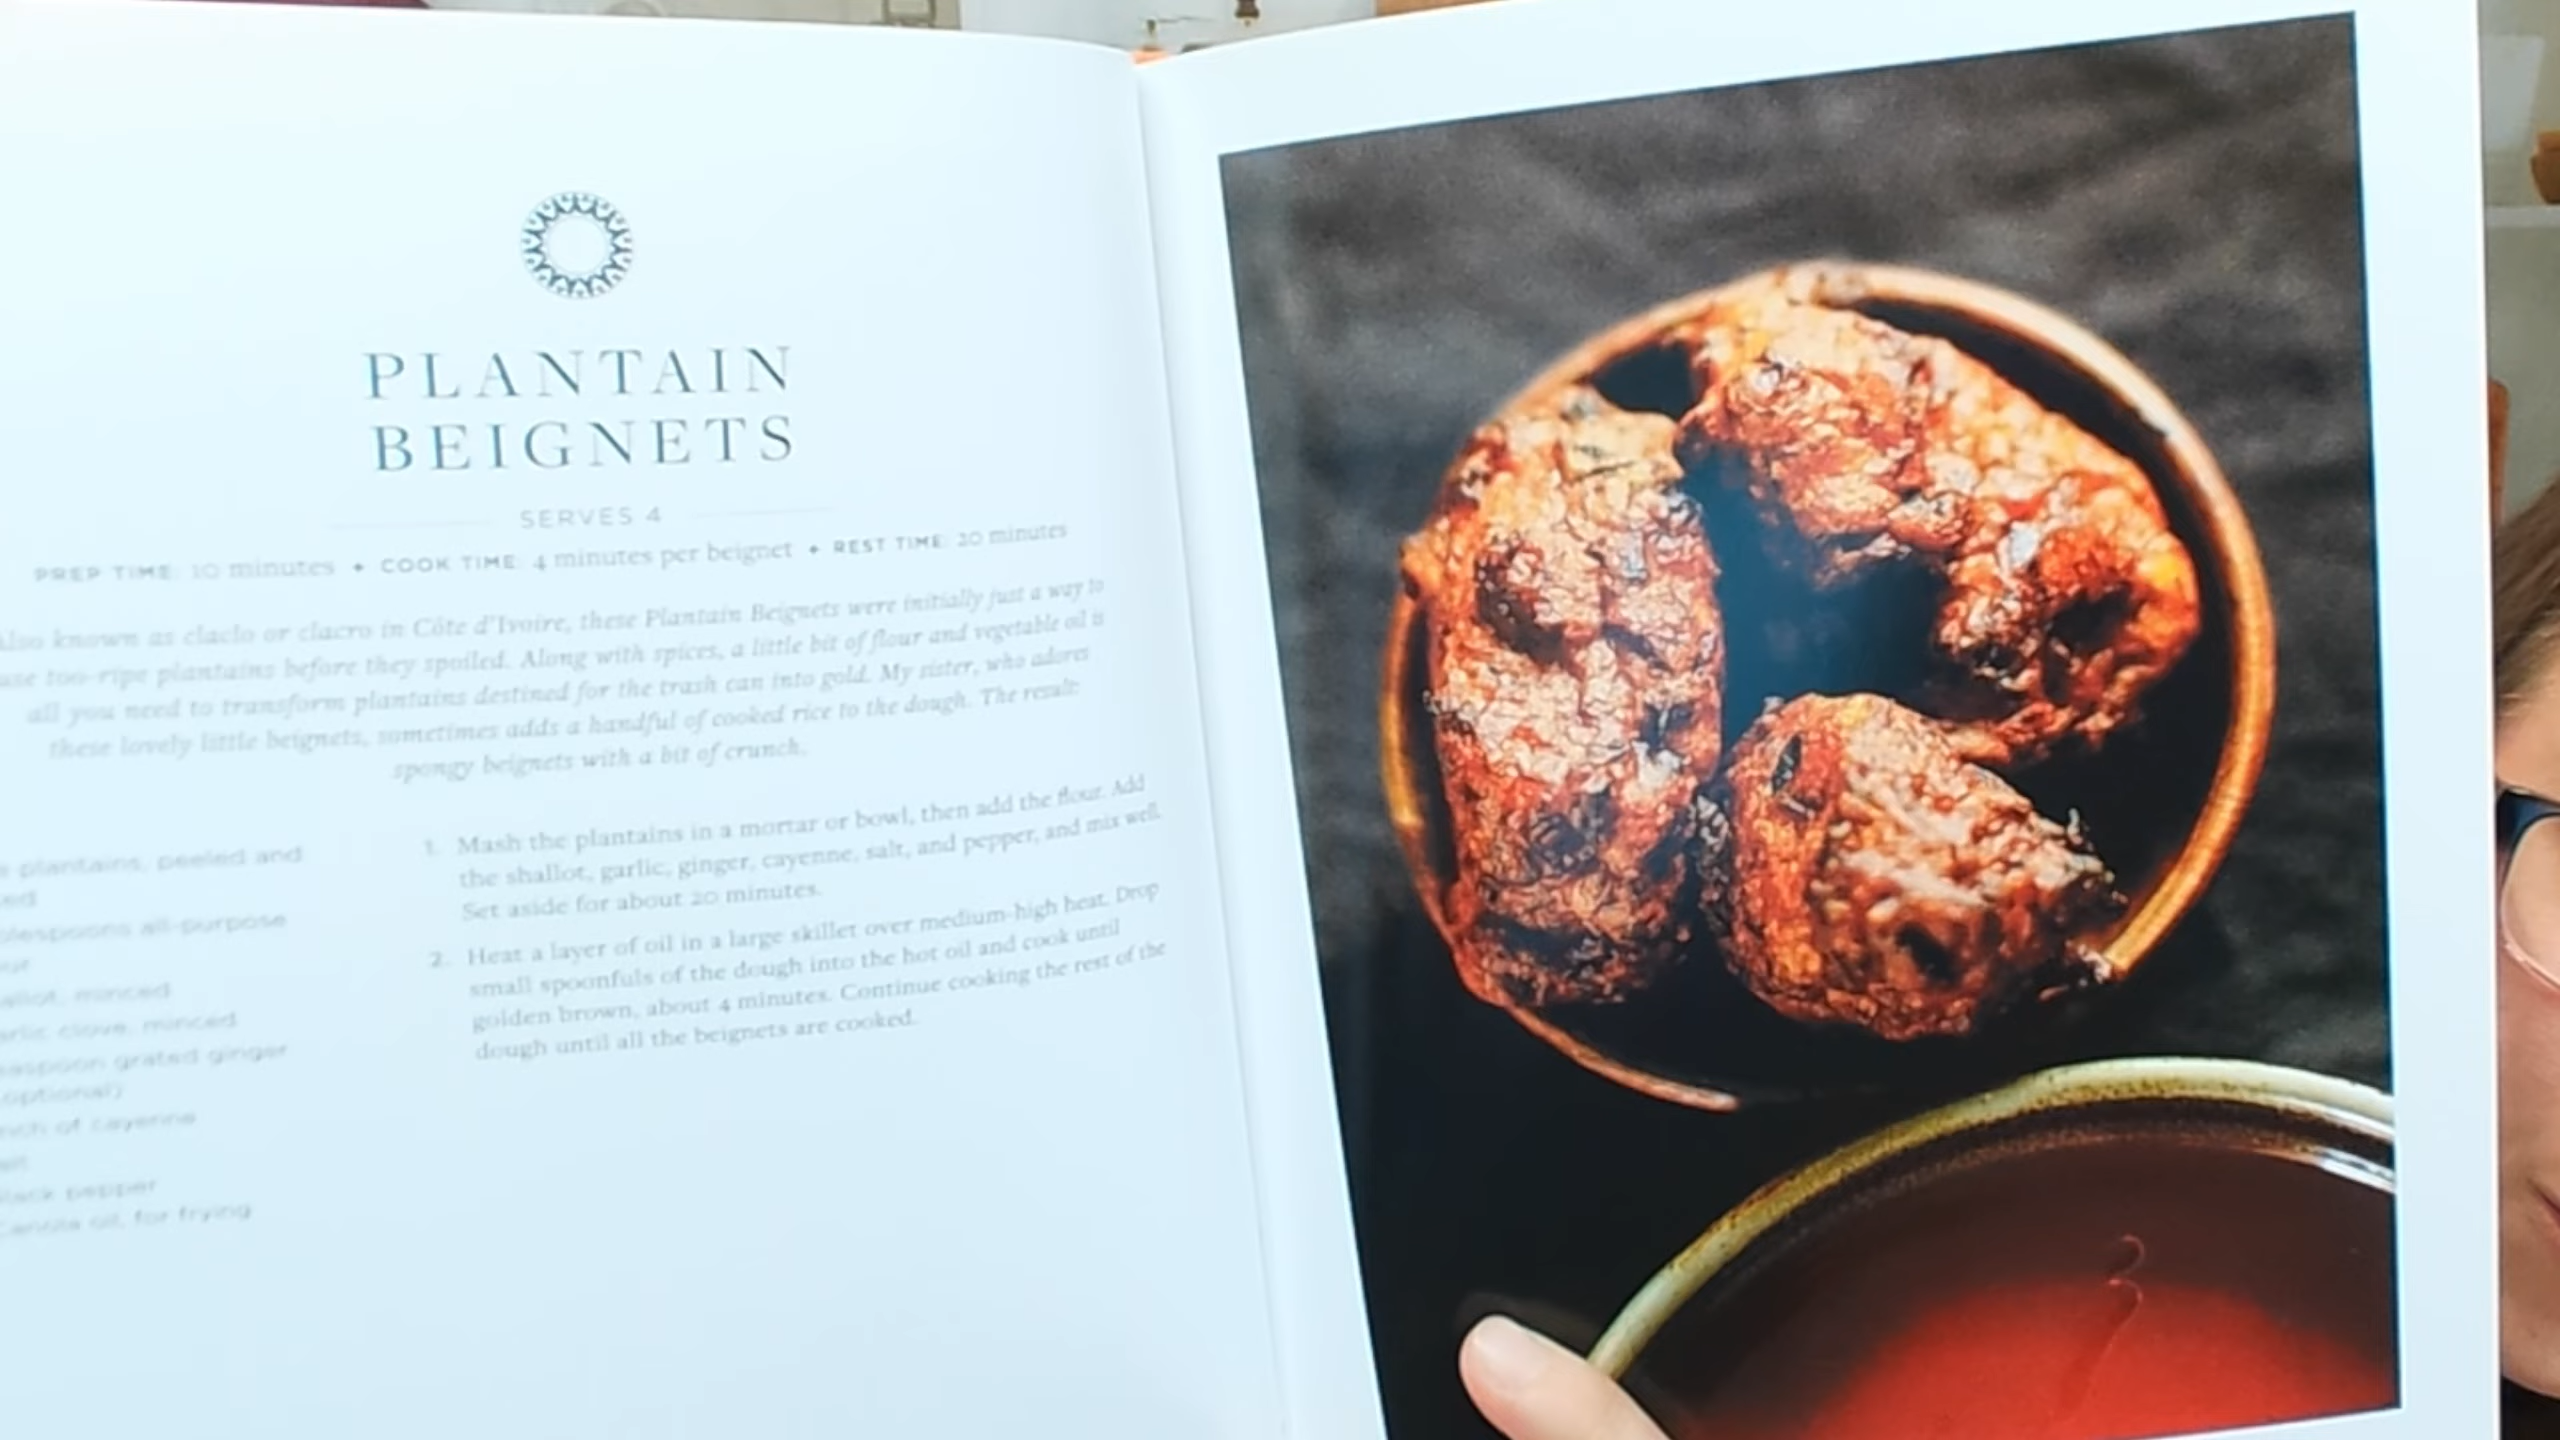 PLANTAIN
BEIGNETS
SERVES 4
PREP TIME: 10 minutes + COOK TIME: 4 minutes per beignet + REST TIME: 20 minutes
Also known as claclo or clacro in Côte d'Ivoire, these Plantain Beignets were initially just a way to
use too-ripe plantains before they spoiled. Along with spices, a little bit of flour and vegetable oil is
all you need to transform plantains destined for the trash can into gold. My sister, who adores
these lovely little beignets, sometimes adds a handful of cooked rice to the dough. The result:
spongy beignets with a bit of crunch.
plantains, peeled and
all-purpose
minced
clove, minced
grated ginger
optional)
of cayenne
pepper
Canola oil, for frying
1. Mash the plantains in a mortar or bowl, then add the flour. Add
the shallot, garlic, ginger, cayenne, salt, and pepper, and mix well.
Set aside for about 20 minutes.
2. Heat a layer of oil in a large skillet over medium-high heat. Drop
small spoonfuls of the dough into the hot oil and cook until
golden brown, about 4 minutes. Continue cooking the rest of the
dough until all the beignets are cooked.